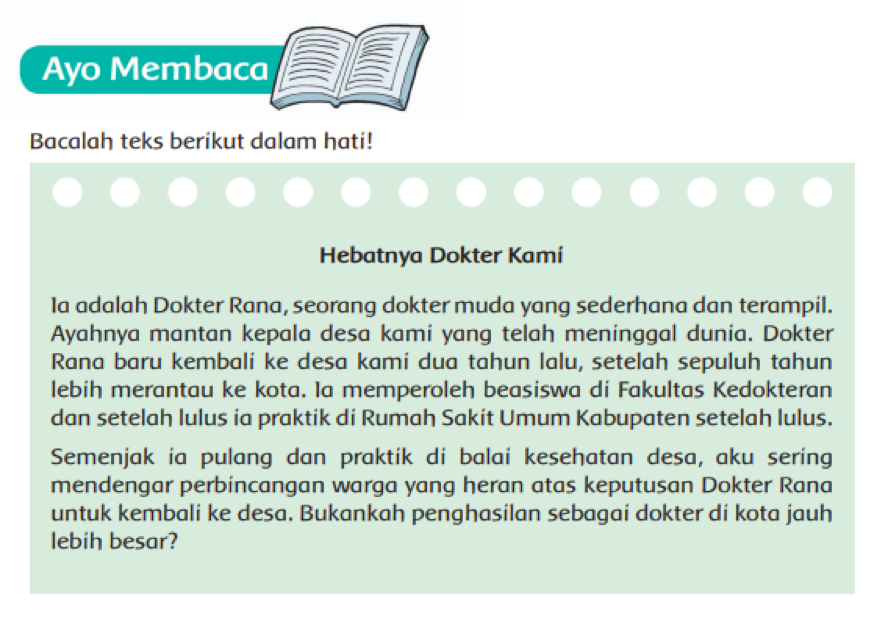 Ayo Membaca
Bacalah teks berikut dalam hati!
Hebatnya Dokter Kami
Ia adalah Dokter Rana, seorang dokter muda yang sederhana dan terampil.
Ayahnya mantan kepala desa kami yang telah meninggal dunia. Dokter
Rana baru kembali ke desa kami dua tahun lalu, setelah sepuluh tahun
lebih merantau ke kota. Ia memperoleh beasiswa di Fakultas Kedokteran
dan setelah lulus ia praktik di Rumah Sakit Umum Kabupaten setelah lulus.
Semenjak ia pulang dan praktik di balai kesehatan desa, aku sering
mendengar perbincangan warga yang heran atas keputusan Dokter Rana
untuk kembali ke desa. Bukankah penghasilan sebagai dokter di kota jauh
lebih besar?